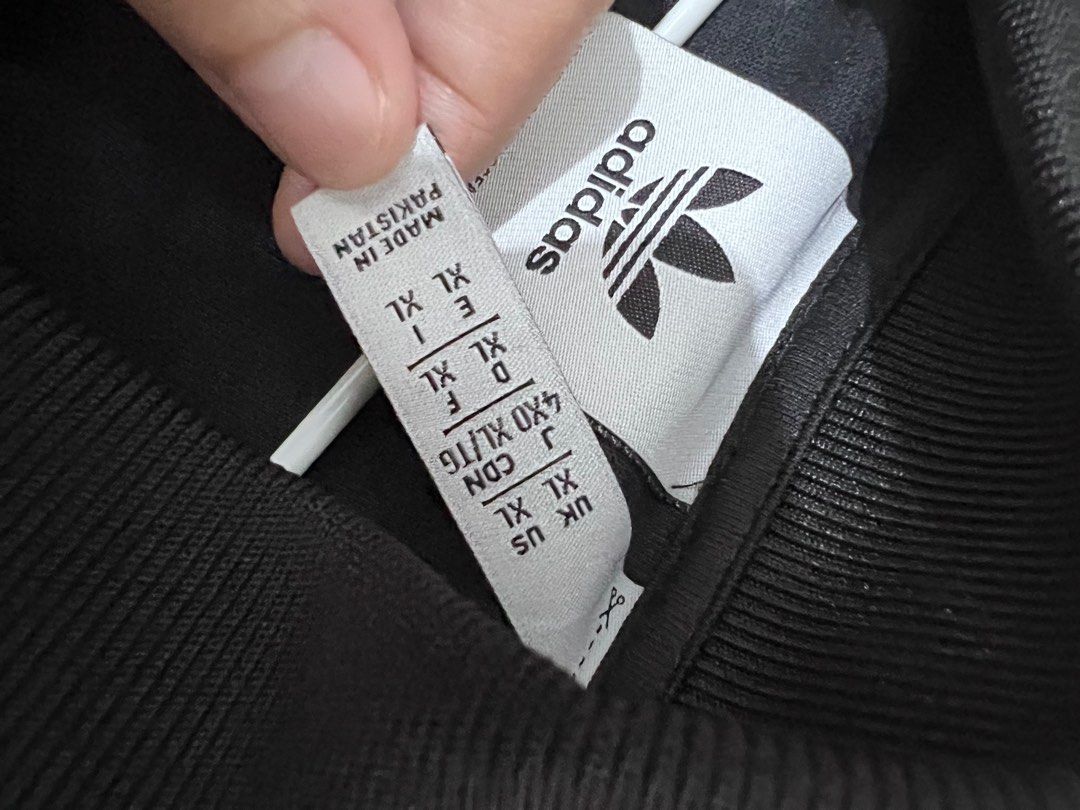 adidas
UK US
XL XL
J CDN
4XO XL/TG
D F
XL XL
E I
XL XL
MADE IN
PAKISTAN